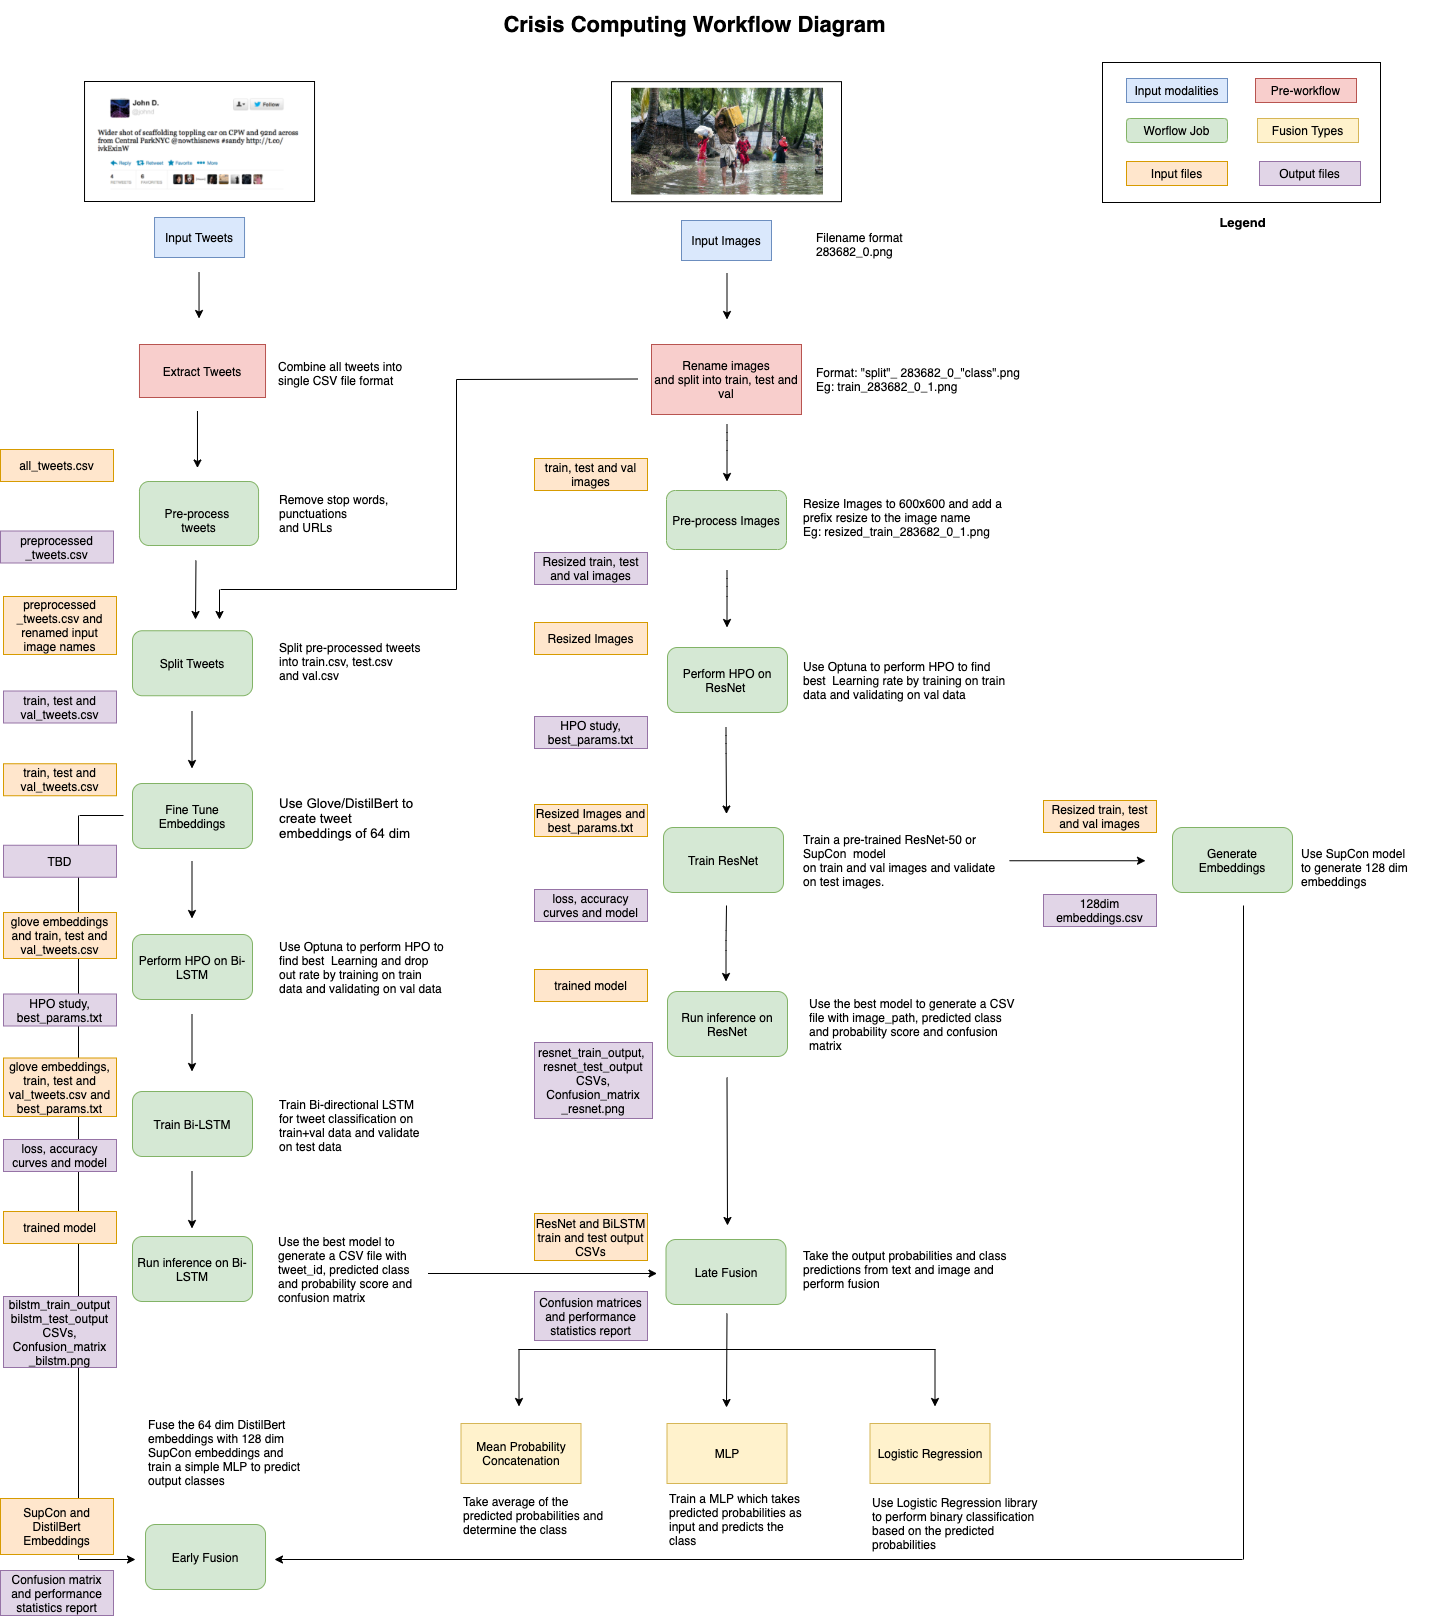 Crisis Computing Workflow Diagram
John D.
Follow
Wider shot of scaffolding toppling car on CPW and 92nd across
from Central ParkNYC @nowthisnews #sandy http://t.co/
ivkExinW
Reply
Retweet
Favorite
More
4
6
RETWEETS
FAVORITES
Input modalities
Pre-workflow
Worflow Job
Fusion Types
Input files
Output files
Legend
Input Tweets
Input Images
Filename format
283682_0.png
Extract Tweets
Combine all tweets into
single CSV file format
Rename images
and split into train, test and
val
Format: "split"_ 283682_0_"class".png
Eg: train_283682_0_1.png
all_tweets.csv
Pre-process
tweets
Remove stop words,
punctuations
and URLs
preprocessed
_tweets.csv
train, test and val
images
Pre-process Images
Resize Images to 600x600 and add a
prefix resize to the image name
Eg: resized_train_283682_0_1.png
Resized train, test
and val images
preprocessed
_tweets.csv and
renamed input
image names
Split Tweets
Split pre-processed tweets
into train.csv, test.csv
and val.csv
train, test and
val_tweets.csv
Resized Images
Perform HPO on
ResNet
Use Optuna to perform HPO to find
best  Learning rate by training on train
data and validating on val data
HPO study,
best_params.txt
train, test and
val_tweets.csv
Fine Tune
Embeddings
Use Glove/DistilBert to
create tweet
embeddings of 64 dim
TBD
Resized Images and
best_params.txt
Train ResNet
Train a pre-trained ResNet-50 or
SupCon  model
on train and val images and validate
on test images.
loss, accuracy
curves and model
Resized train, test
and val images
Generate
Embeddings
Use SupCon model
to generate 128 dim
embeddings
128dim
embeddings.csv
glove embeddings
and train, test and
val_tweets.csv
Perform HPO on Bi-
LSTM
Use Optuna to perform HPO to
find best  Learning and drop
out rate by training on train
data and validating on val data
HPO study,
best_params.txt
trained model
Run inference on
ResNet
Use the best model to generate a CSV
file with image_path, predicted class
and probability score and confusion
matrix
resnet_train_output,
resnet_test_output
CSVs,
Confusion_matrix
_resnet.png
glove embeddings,
train, test and
val_tweets.csv and
best_params.txt
Train Bi-LSTM
Train Bi-directional LSTM
for tweet classification on
train+val data and validate
on test data
loss, accuracy
curves and model
trained model
Run inference on Bi-
LSTM
Use the best model to
generate a CSV file with
tweet_id, predicted class
and probability score and
confusion matrix
bilstm_train_output
bilstm_test_output
CSVs,
Confusion_matrix
_bilstm.png
ResNet and BiLSTM
train and test output
CSVs
Late Fusion
Take the output probabilities and class
predictions from text and image and
perform fusion
Confusion matrices
and performance
statistics report
Mean Probability
Concatenation
Take average of the
predicted probabilities and
determine the class
MLP
Train a MLP which takes
predicted probabilities as
input and predicts the
class
Logistic Regression
Use Logistic Regression library
to perform binary classification
based on the predicted
probabilities
Fuse the 64 dim DistilBert
embeddings with 128 dim
SupCon embeddings and
train a simple MLP to predict
output classes
SupCon and
DistilBert
Embeddings
Early Fusion
Confusion matrix
and performance
statistics report